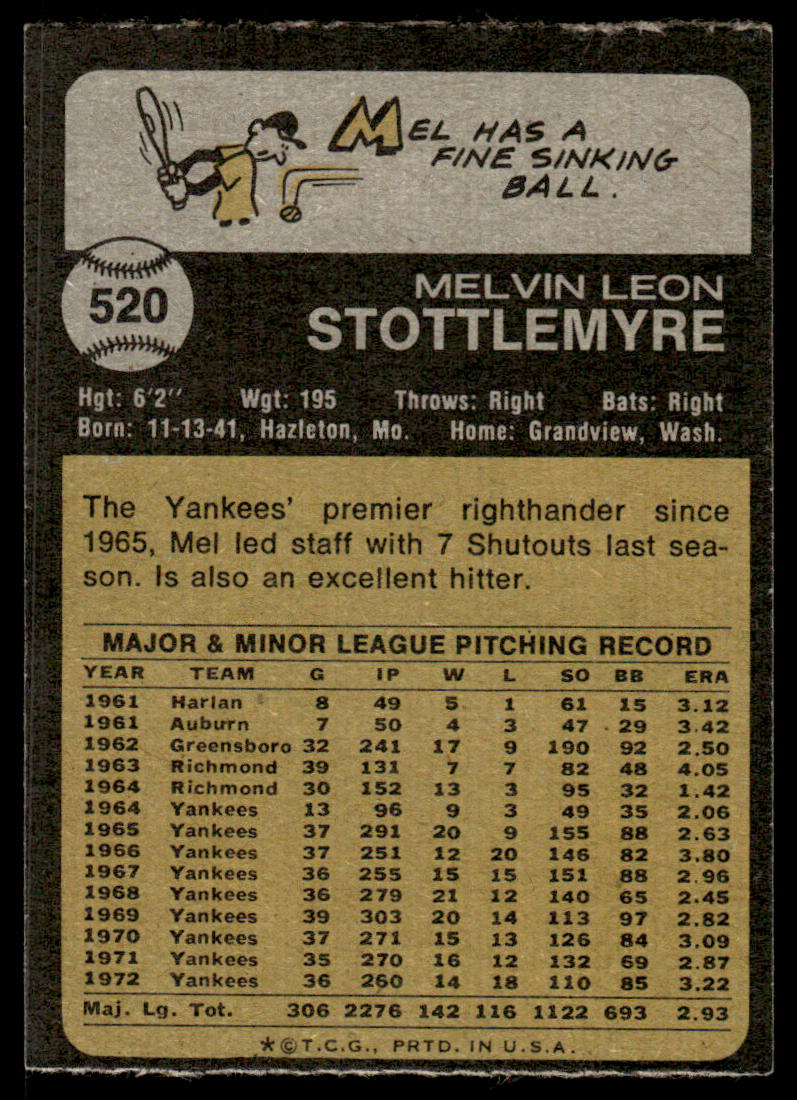 MEL HAS A
FINE SINKING
BALL.
520
MELVIN LEON
STOTTLEMYRE
Hgt: 6'2" Wgt: 195 Throws: Right Bats: Right
Born: 11-13-41, Hazleton, Mo. Home: Grandview, Wash.
The Yankees' premier righthander since
1965, Mel led staff with 7 Shutouts last sea-
son. Is also an excellent hitter.
MAJOR & MINOR LEAGUE PITCHING RECORD
YEAR TEAM G IP W L SO BB ERA
1961 Harlan 8 49 5 1 61 15 3.12
1961 Auburn 7 50 4 3 47 29 3.42
1962 Greensboro 32 241 17 9 190 92 2.50
1963 Richmond 39 131 7 7 82 48 4.05
1964 Richmond 30 152 13 3 95 32 1.42
1964 Yankees 13 96 9 3 49 35 2.06
1965 Yankees 37 291 20 9 155 88 2.63
1966 Yankees 37 251 12 20 146 82 3.80
1967 Yankees 36 255 15 15 151 88 2.96
1968 Yankees 36 279 21 12 140 65 2.45
1969 Yankees 39 303 20 14 113 97 2.82
1970 Yankees 37 271 15 13 126 84 3.09
1971 Yankees 35 270 16 12 132 69 2.87
1972 Yankees 36 260 14 18 110 85 3.22
Maj. Lg. Tot. 306 2276 142 116 1122 693 2.93
*©T.C.G., PRTD. IN U.S.A.